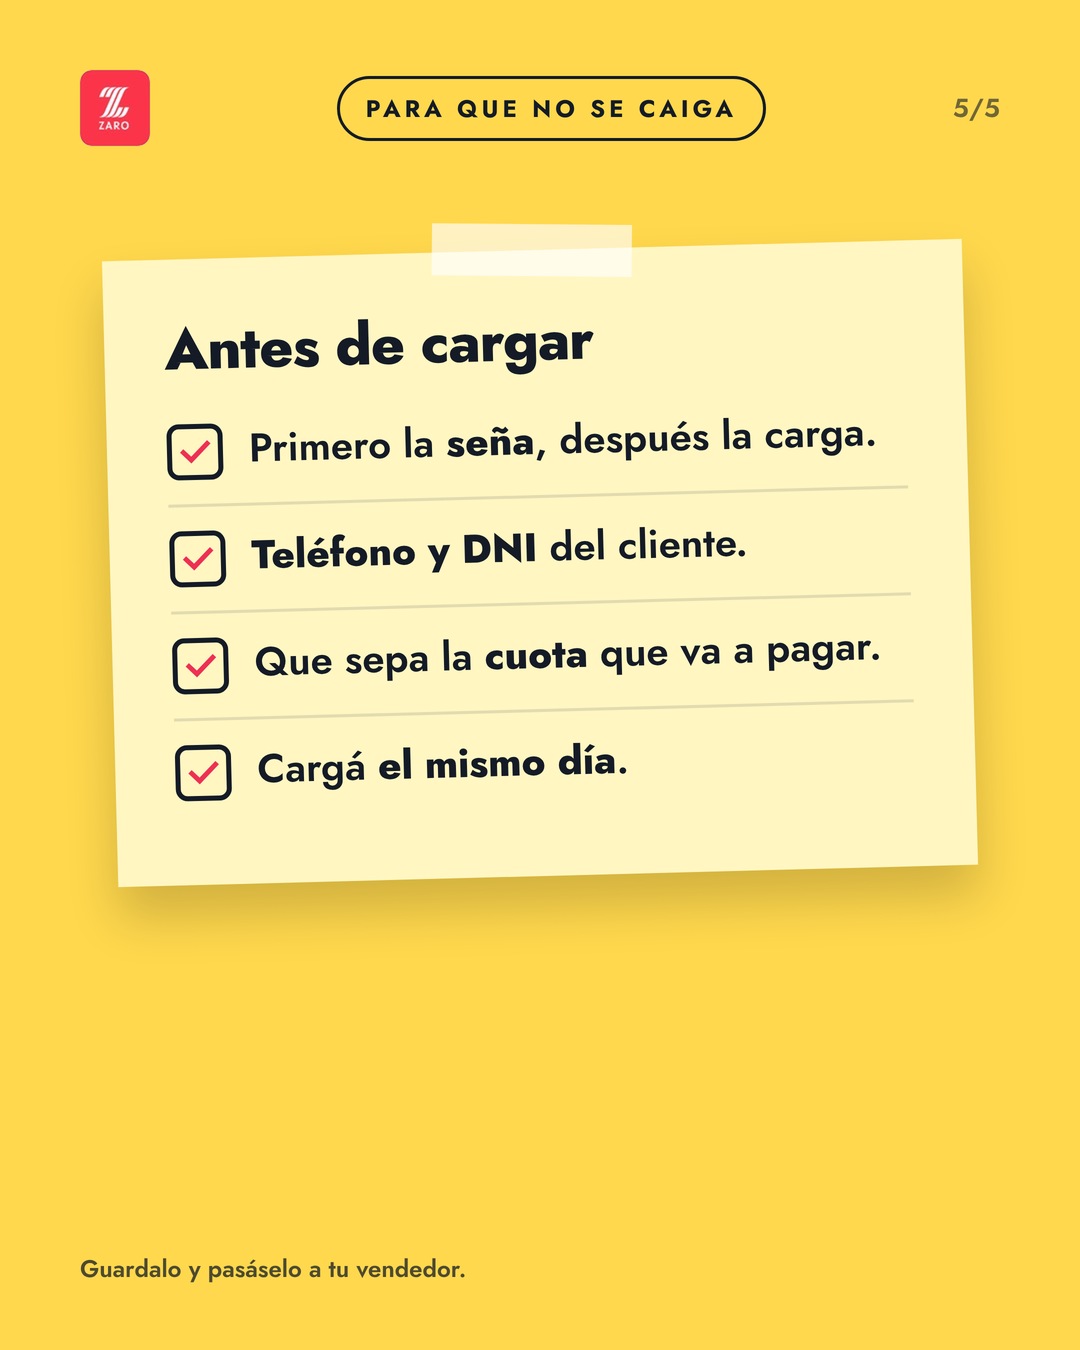 ZARO
PARA QUE NO SE CAIGA
5/5
Antes de cargar
Primero la seña, después la carga.
Teléfono y DNI del cliente.
Que sepa la cuota que va a pagar.
Cargá el mismo día.
Guardalo y pasáselo a tu vendedor.